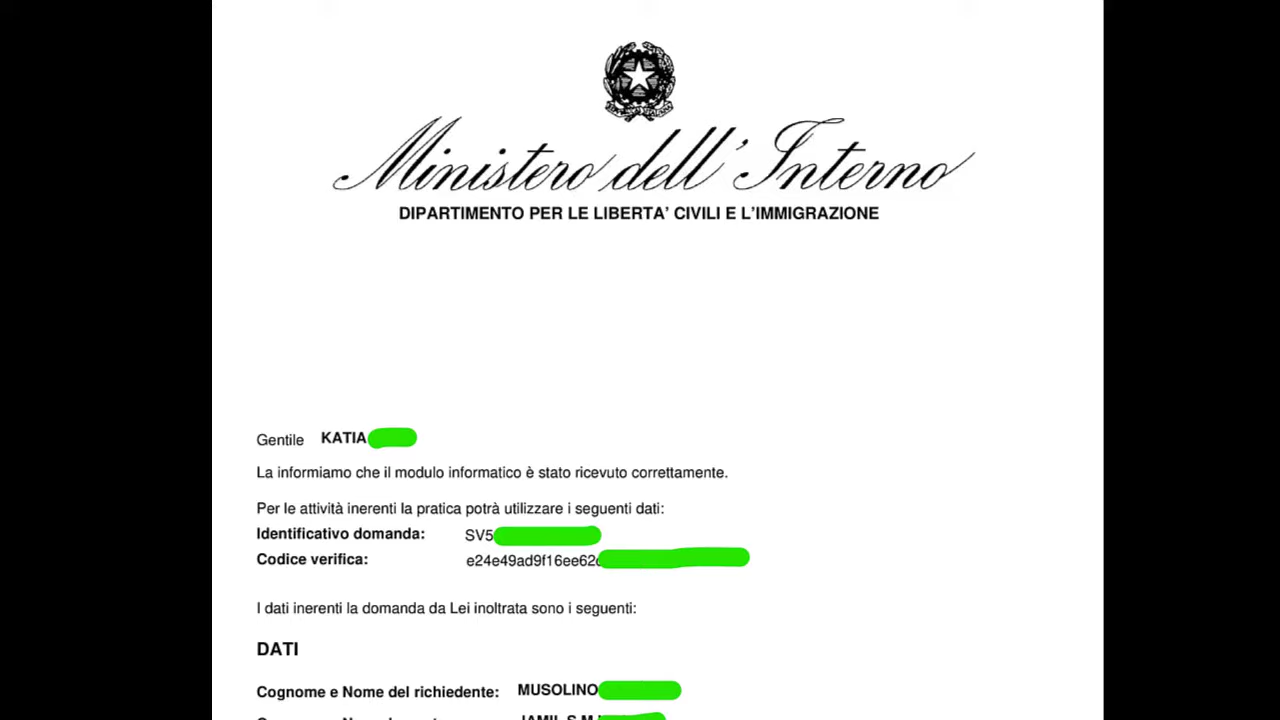 Ministero dell'Interno
DIPARTIMENTO PER LE LIBERTA' CIVILI E L'IMMIGRAZIONE
Gentile KATIA
La informiamo che il modulo informatico è stato ricevuto correttamente.
Per le attività inerenti la pratica potrà utilizzare i seguenti dati:
Identificativo domanda: SV5
Codice verifica: e24e49ad9f16ee62
I dati inerenti la domanda da Lei inoltrata sono i seguenti:
DATI
Cognome e Nome del richiedente: MUSOLINO